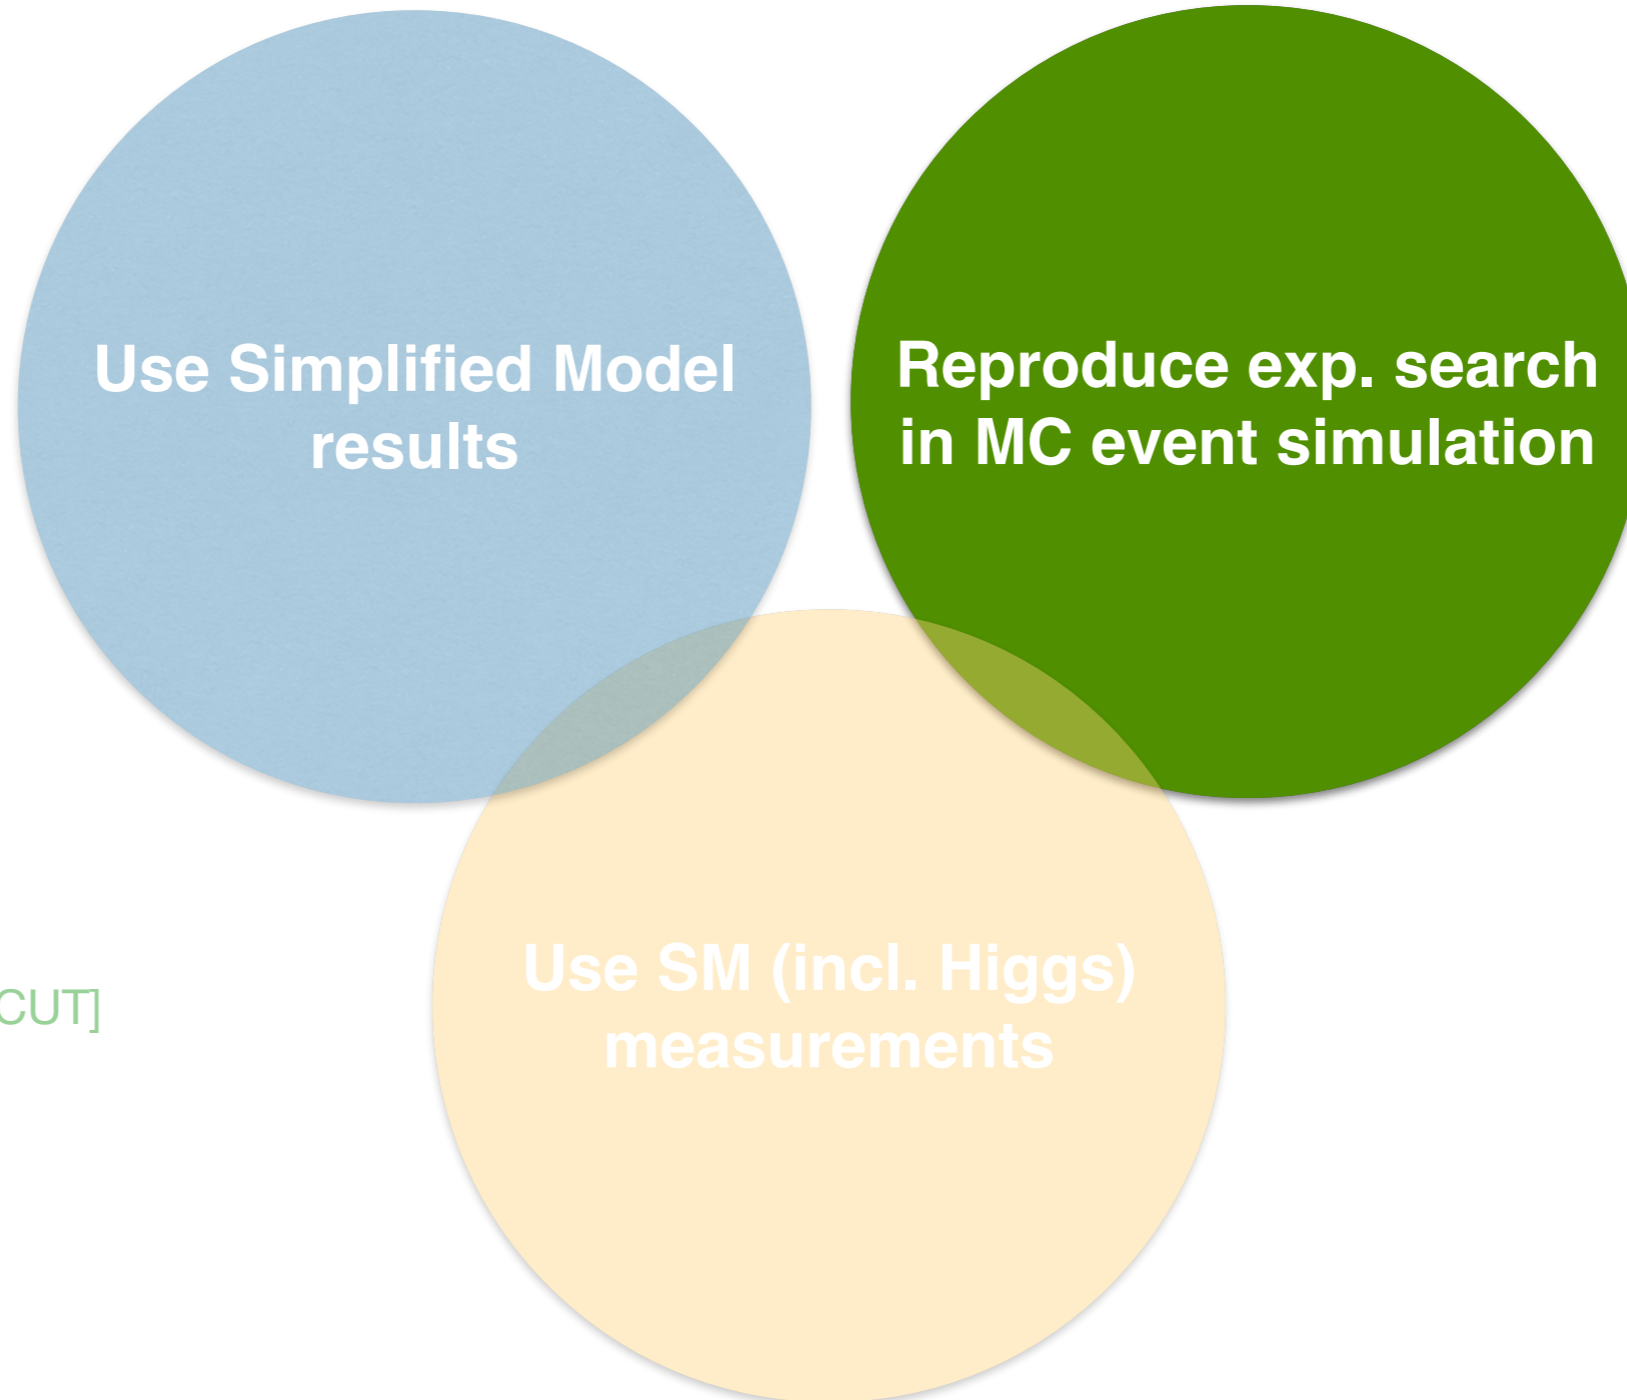 Use Simplified Model
results
Reproduce exp. search
in MC event simulation
Use SM (incl. Higgs)
measurements
CUT]